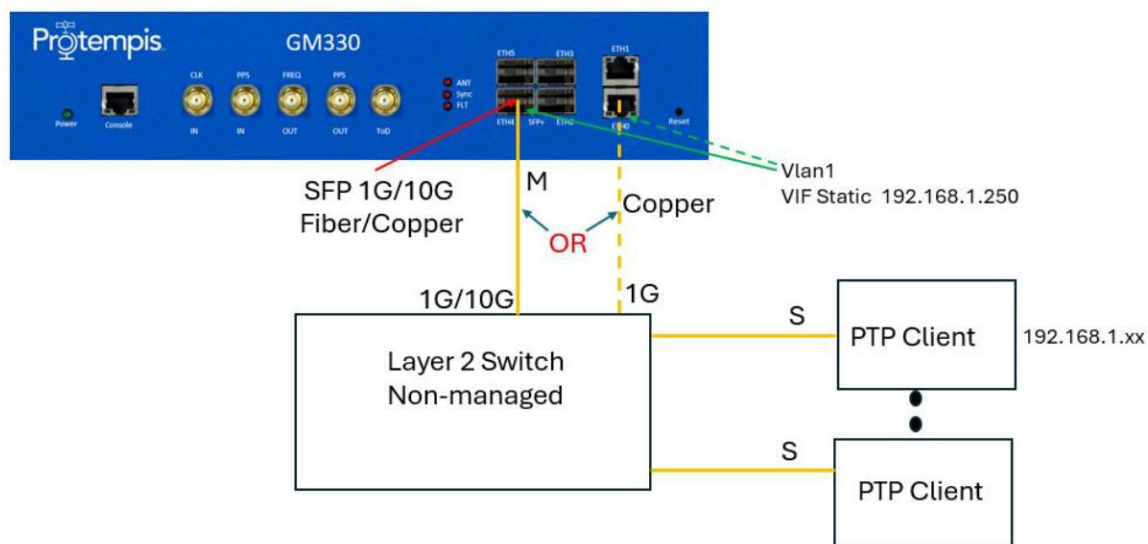 Protempis
GM330
CLK PPS FREQ PPS
ETH5 ETH3 ETH1
ANT
Sync
FLT
Power Console IN IN OUT OUT ToD ETH4 SFP+ ETH2 ETH0 Reset
SFP 1G/10G
Fiber/Copper
M
Copper
OR
Vlan1
VIF Static 192.168.1.250
1G/10G
1G
Layer 2 Switch
Non-managed
S
PTP Client
192.168.1.xx
S
PTP Client